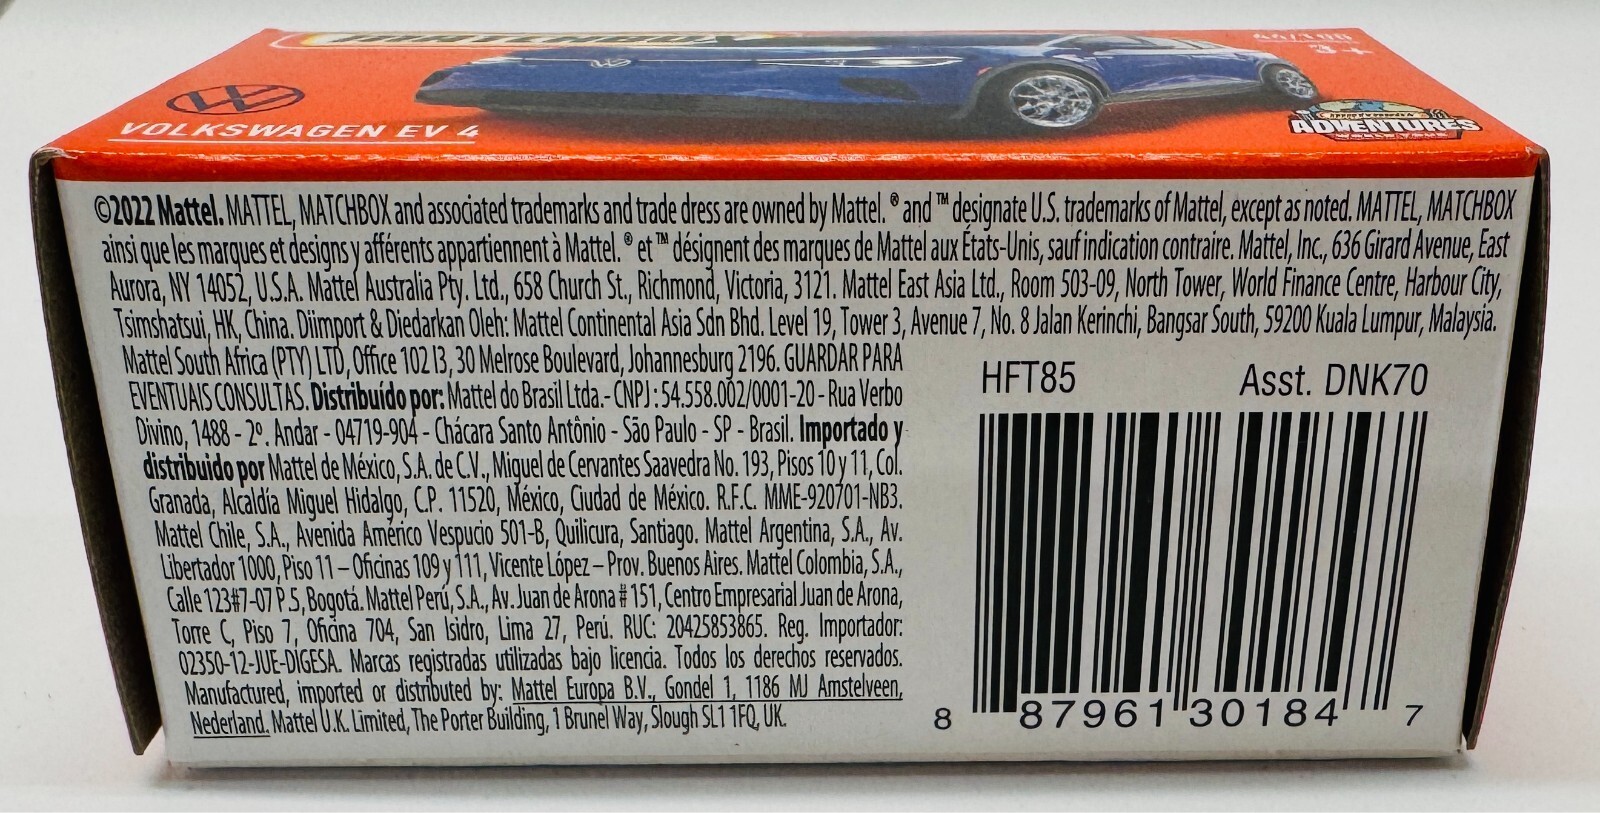 MATCHBOX
44/100
VOLKSWAGEN EV 4
ADVENTURES
©2022 Mattel. MATTEL, MATCHBOX and associated trademarks and trade dress are owned by Mattel. ® and ™ designate U.S. trademarks of Mattel, except as noted. MATTEL, MATCHBOX
ainsi que les marques et designs y afférents appartiennent à Mattel. ® et ™ désignent des marques de Mattel aux États-Unis, sauf indication contraire. Mattel, Inc., 636 Girard Avenue, East
Aurora, NY 14052, U.S.A. Mattel Australia Pty. Ltd., 658 Church St., Richmond, Victoria, 3121. Mattel East Asia Ltd., Room 503-09, North Tower, World Finance Centre, Harbour City,
Tsimshatsui, HK, China. Diimport & Diedarkan Oleh: Mattel Continental Asia Sdn Bhd. Level 19, Tower 3, Avenue 7, No. 8 Jalan Kerinchi, Bangsar South, 59200 Kuala Lumpur, Malaysia.
Mattel South Africa (PTY) LTD, Office 102 I3, 30 Melrose Boulevard, Johannesburg 2196. GUARDAR PARA
EVENTUAIS CONSULTAS. Distribuído por: Mattel do Brasil Ltda.- CNPJ : 54.558.002/0001-20 - Rua Verbo
Divino, 1488 - 2º. Andar - 04719-904 - Chácara Santo Antônio - São Paulo - SP - Brasil. Importado y
distribuido por Mattel de México, S.A. de C.V., Miguel de Cervantes Saavedra No. 193, Pisos 10 y 11, Col.
Granada, Alcaldía Miguel Hidalgo, C.P. 11520, México, Ciudad de México. R.F.C. MME-920701-NB3.
Mattel Chile, S.A., Avenida Américo Vespucio 501-B, Quilicura, Santiago. Mattel Argentina, S.A., Av.
Libertador 1000, Piso 11 – Oficinas 109 y 111, Vicente López – Prov. Buenos Aires. Mattel Colombia, S.A.,
Calle 123#7-07 P.5, Bogotá. Mattel Perú, S.A., Av. Juan de Arona # 151, Centro Empresarial Juan de Arona,
Torre C, Piso 7, Oficina 704, San Isidro, Lima 27, Perú. RUC: 20425853865. Reg. Importador:
02350-12-JUE-DIGESA. Marcas registradas utilizadas bajo licencia. Todos los derechos reservados.
Manufactured, imported or distributed by: Mattel Europa B.V., Gondel 1, 1186 MJ Amstelveen,
Nederland. Mattel U.K. Limited, The Porter Building, 1 Brunel Way, Slough SL1 1FQ, UK.
HFT85 Asst. DNK70
8 87961 30184 7